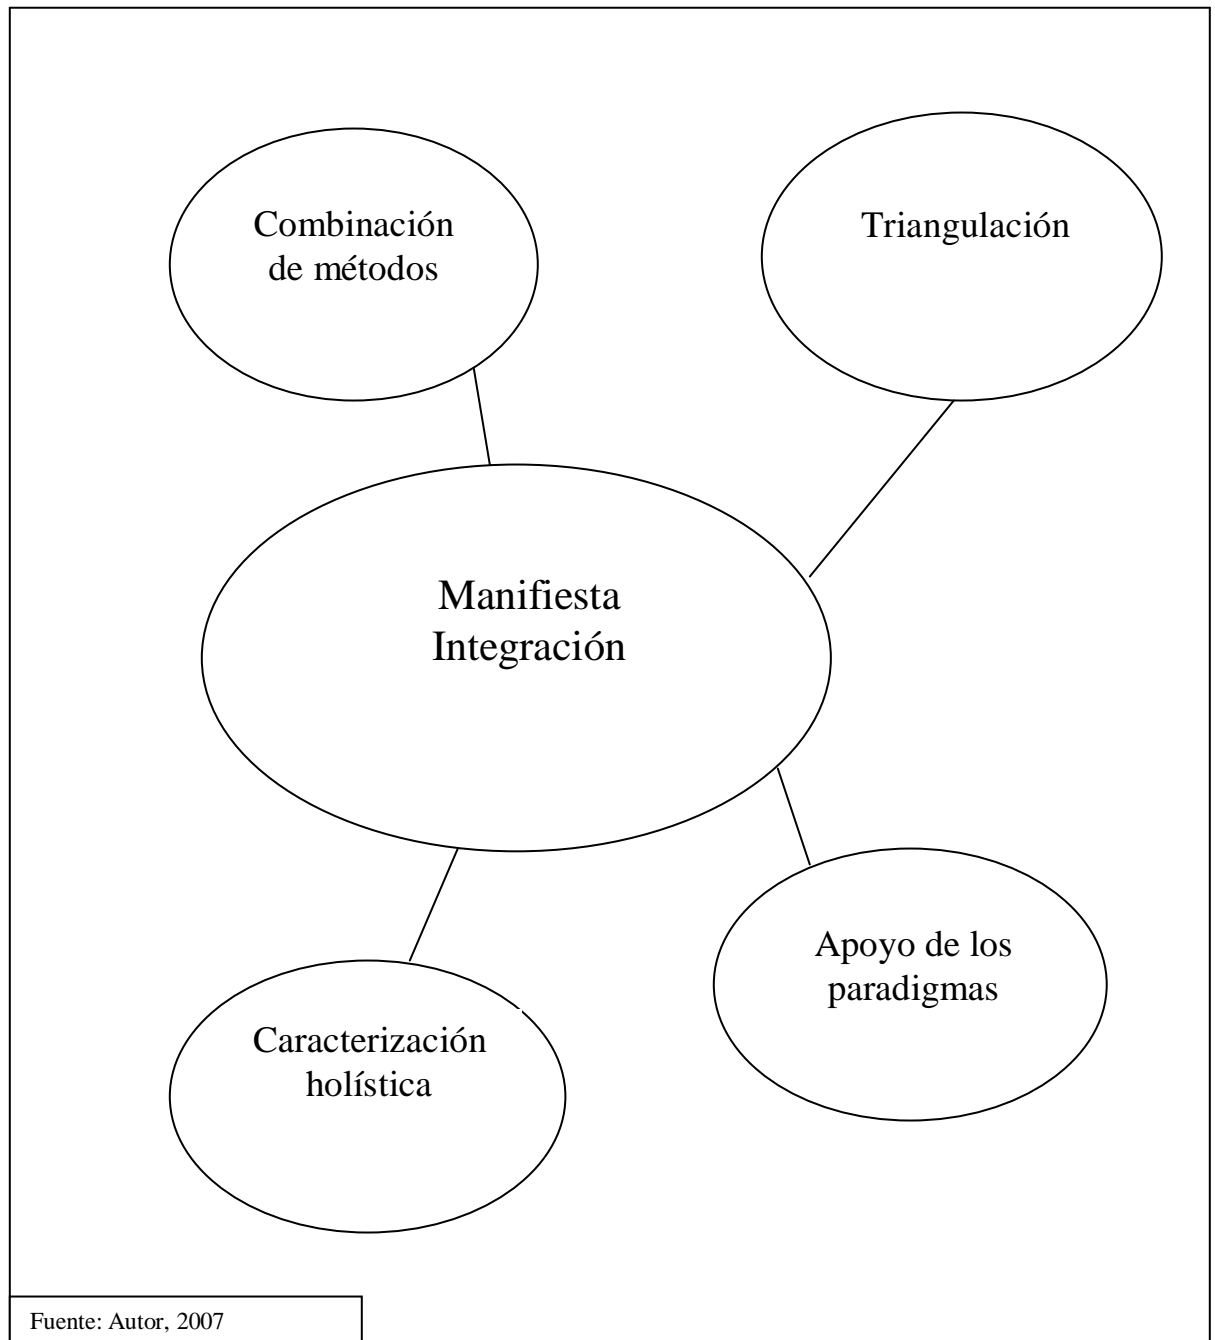 Combinación
de métodos
Triangulación
Manifiesta
Integración
Apoyo de los
paradigmas
Caracterización
holística
Fuente: Autor, 2007